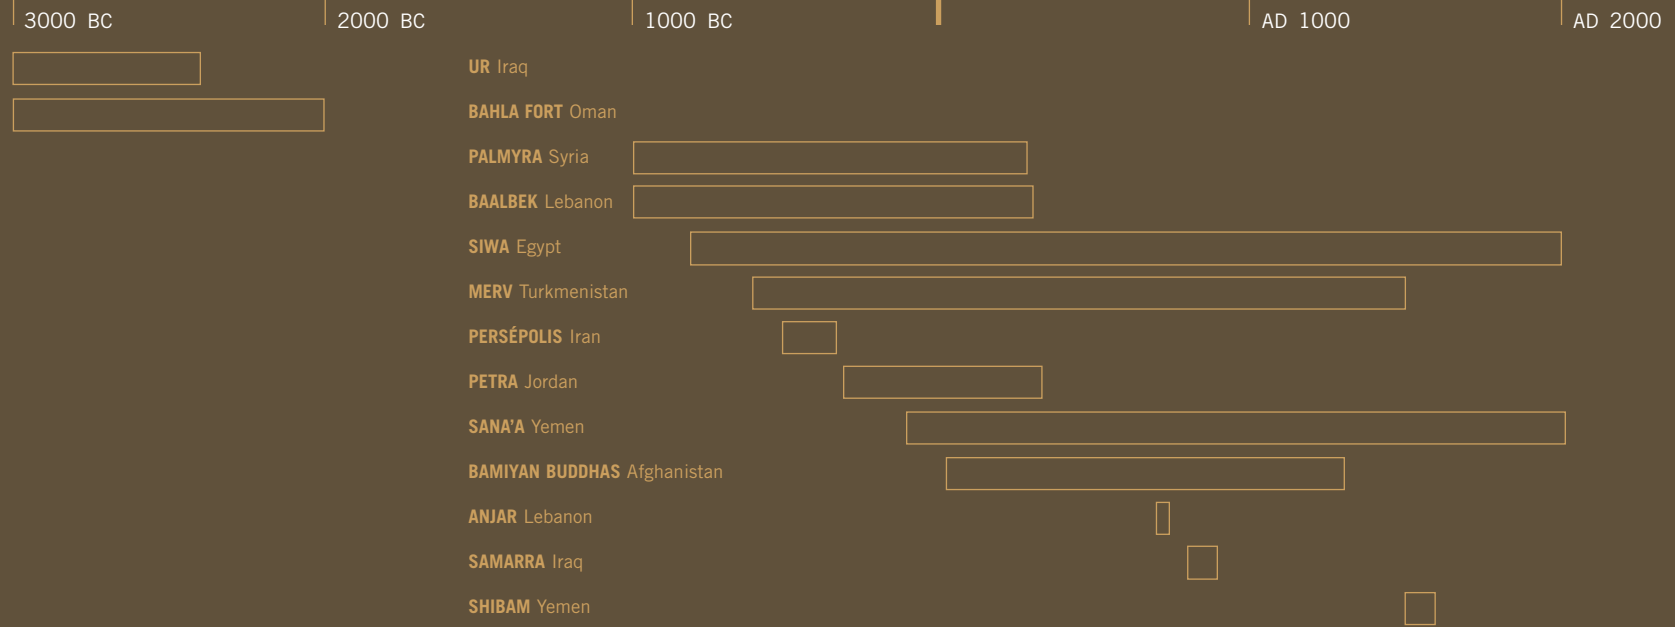 3000 BC 2000 BC 1000 BC AD 1000 AD 2000
UR Iraq
BAHLA FORT Oman
PALMYRA Syria
BAALBEK Lebanon
SIWA Egypt
MERV Turkmenistan
PERSÉPOLIS Iran
PETRA Jordan
SANA’A Yemen
BAMIYAN BUDDHAS Afghanistan
ANJAR Lebanon
SAMARRA Iraq
SHIBAM Yemen